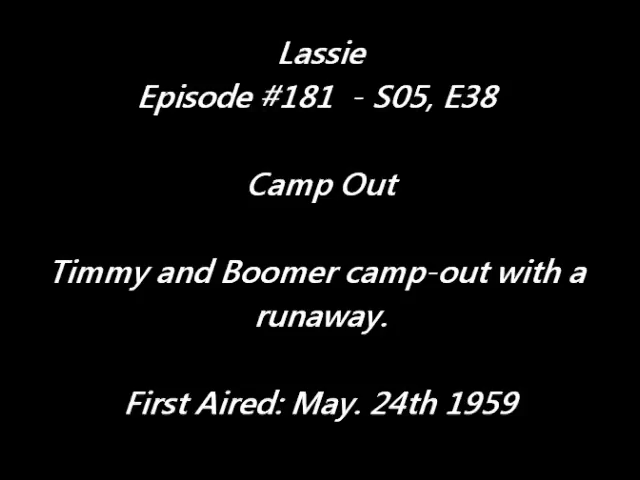 Lassie
Episode #181 - S05, E38
Camp Out
Timmy and Boomer camp-out with a
runaway.
First Aired: May. 24th 1959